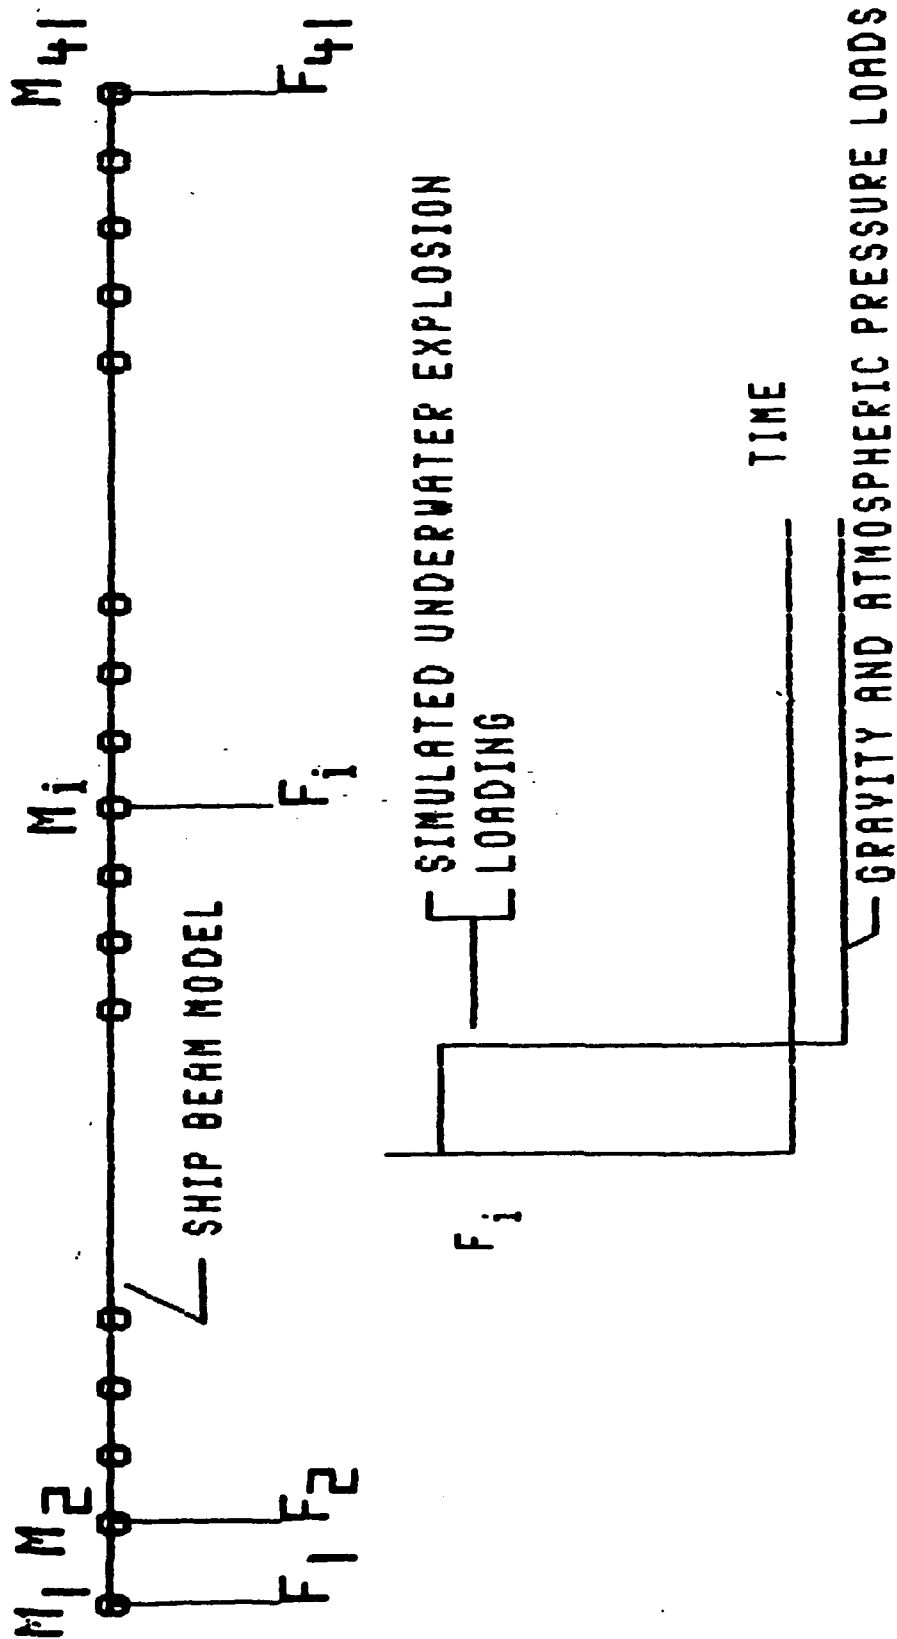 M1 M2 Mi M41
SHIP BEAM MODEL
F1 F2 Fi F41
Fi
SIMULATED UNDERWATER EXPLOSION
LOADING
TIME
GRAVITY AND ATMOSPHERIC PRESSURE LOADS